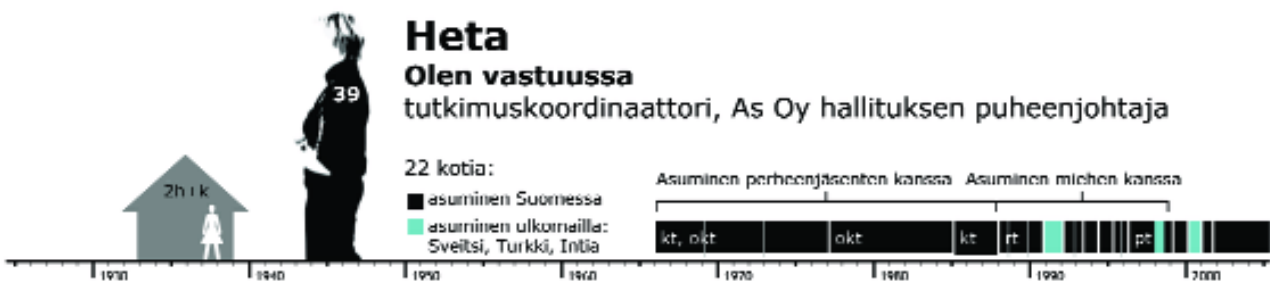 Heta
Olen vastuussa
tutkimuskoordinaattori, As Oy hallituksen puheenjohtaja
39
2h+k
22 kotia:
asuminen Suomessa
asuminen ulkomailla:
Sveitsi, Turkki, Intia
Asuminen perheenjäsenten kanssa Asuminen miehen kanssa
kt, okt okt kt rt pt
1930 1940 1950 1960 1970 1980 1990 2000